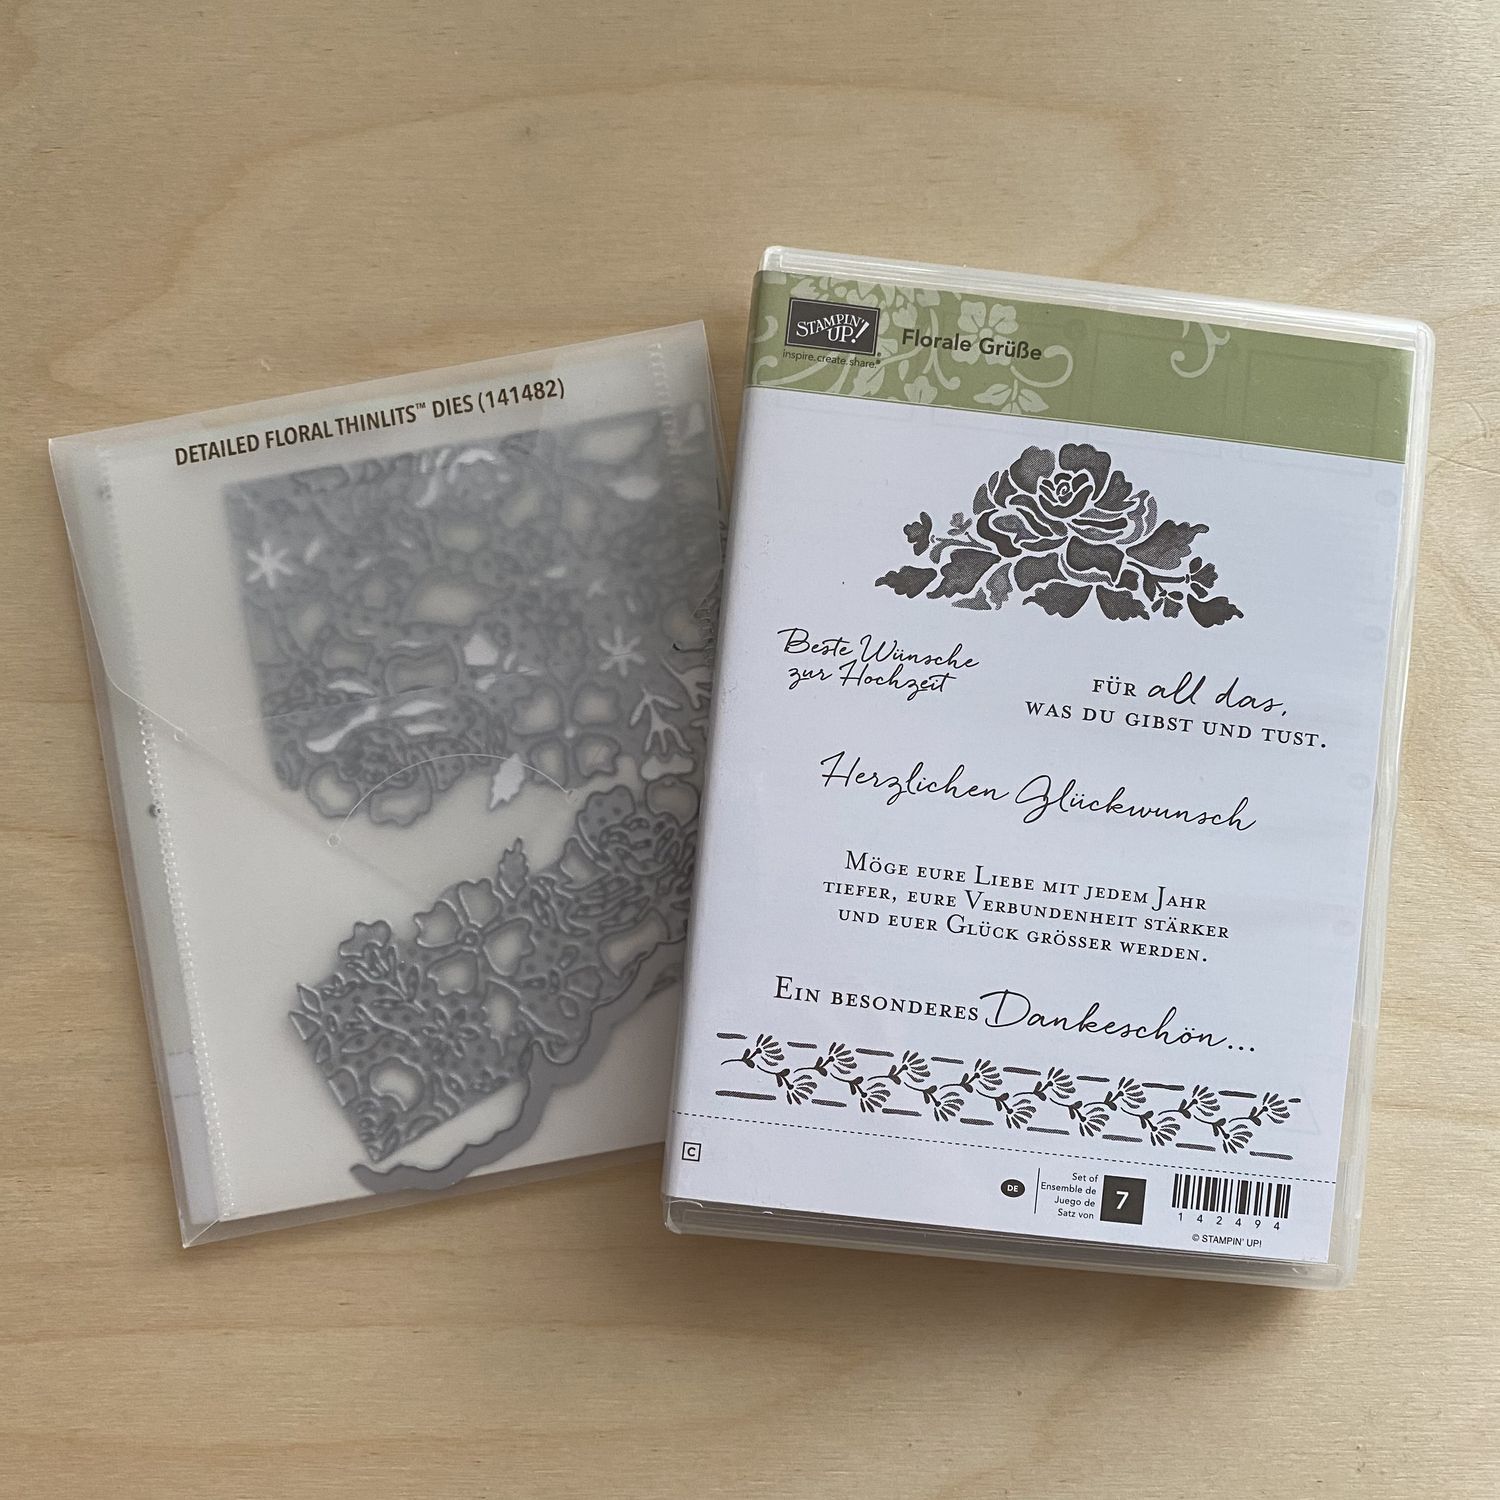 DETAILED FLORAL THINLITS™ DIES (141482)
STAMPIN'
UP!®
inspire.create.share.®
Florale Grüße
Beste Wünsche
zur Hochzeit
FÜR all das,
WAS DU GIBST UND TUST.
Herzlichen Glückwunsch
MÖGE EURE LIEBE MIT JEDEM JAHR
TIEFER, EURE VERBUNDENHEIT STÄRKER
UND EUER GLÜCK GRÖSSER WERDEN.
EIN BESONDERES Dankeschön...
C
DE
Set of
Ensemble de
Juego de
Satz von
7
142494
© STAMPIN' UP!